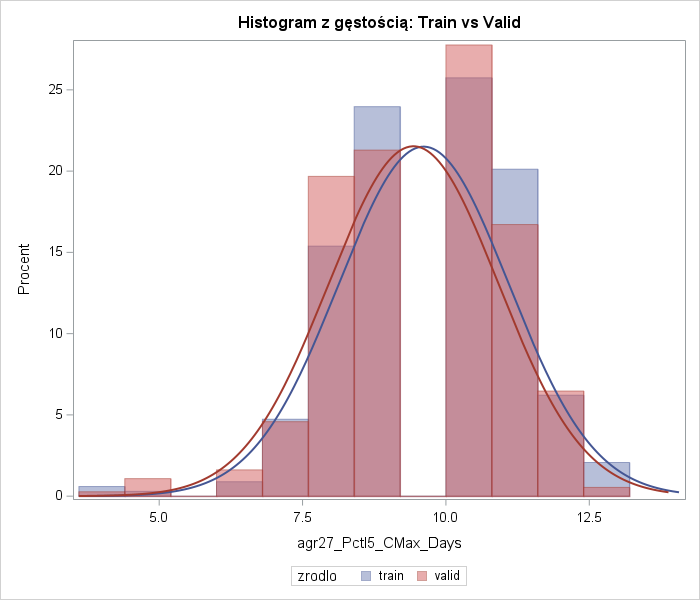 Histogram z gęstością: Train vs Valid
25
20
15
10
5
0
Procent
5.0 7.5 10.0 12.5
agr27_Pctl5_CMax_Days
zrodlo train valid